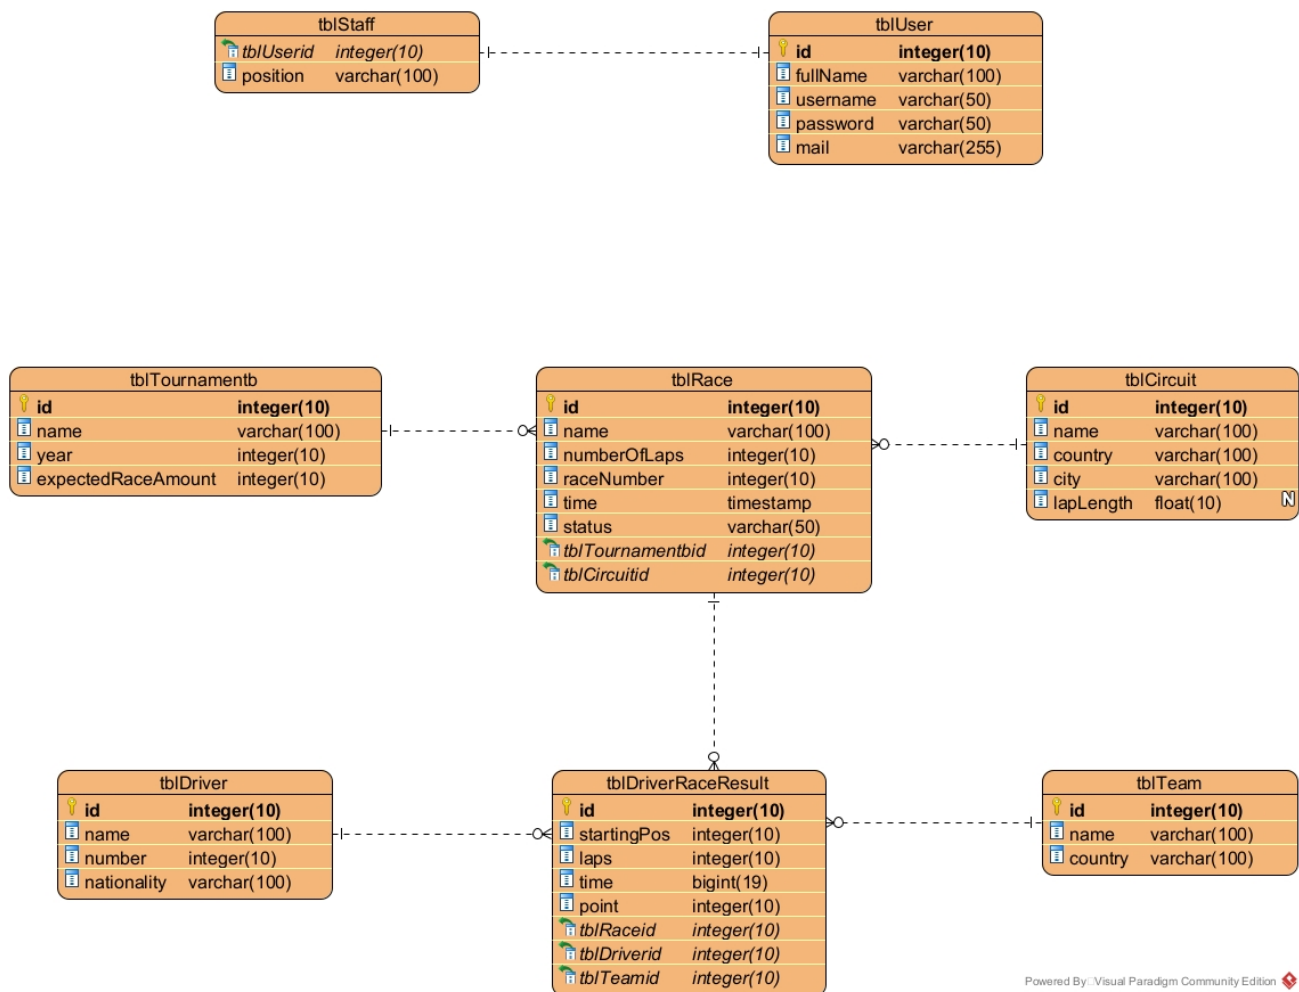 tblStaff
tblUserid integer(10)
position varchar(100)
tblUser
id integer(10)
fullName varchar(100)
username varchar(50)
password varchar(50)
mail varchar(255)
tblTournamentb
id integer(10)
name varchar(100)
year integer(10)
expectedRaceAmount integer(10)
tblRace
id integer(10)
name varchar(100)
numberOfLaps integer(10)
raceNumber integer(10)
time timestamp
status varchar(50)
tblTournamentbid integer(10)
tblCircuitid integer(10)
tblCircuit
id integer(10)
name varchar(100)
country varchar(100)
city varchar(100)
lapLength float(10) N
tblDriver
id integer(10)
name varchar(100)
number integer(10)
nationality varchar(100)
tblDriverRaceResult
id integer(10)
startingPos integer(10)
laps integer(10)
time bigint(19)
point integer(10)
tblRaceid integer(10)
tblDriverid integer(10)
tblTeamid integer(10)
tblTeam
id integer(10)
name varchar(100)
country varchar(100)
Powered By Visual Paradigm Community Edition